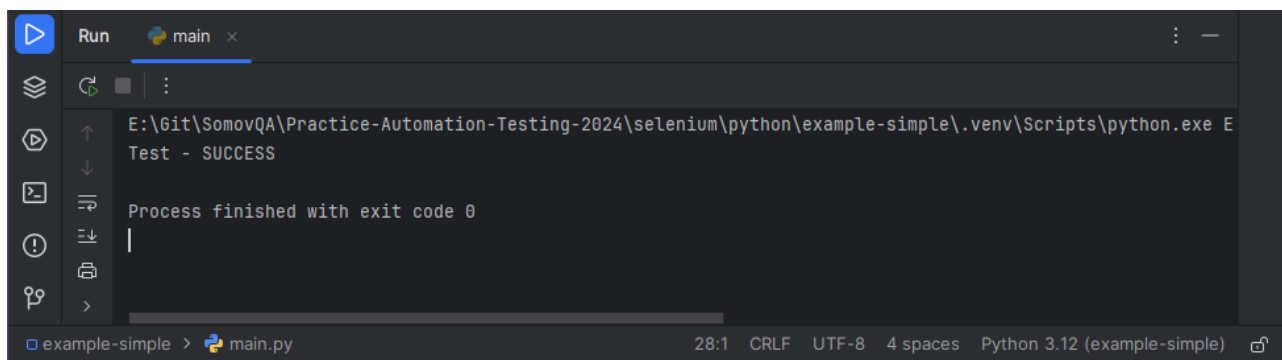 Run main
E:\Git\SomovQA\Practice-Automation-Testing-2024\selenium\python\example-simple\.venv\Scripts\python.exe E
Test - SUCCESS
Process finished with exit code 0
example-simple > main.py 28:1 CRLF UTF-8 4 spaces Python 3.12 (example-simple)